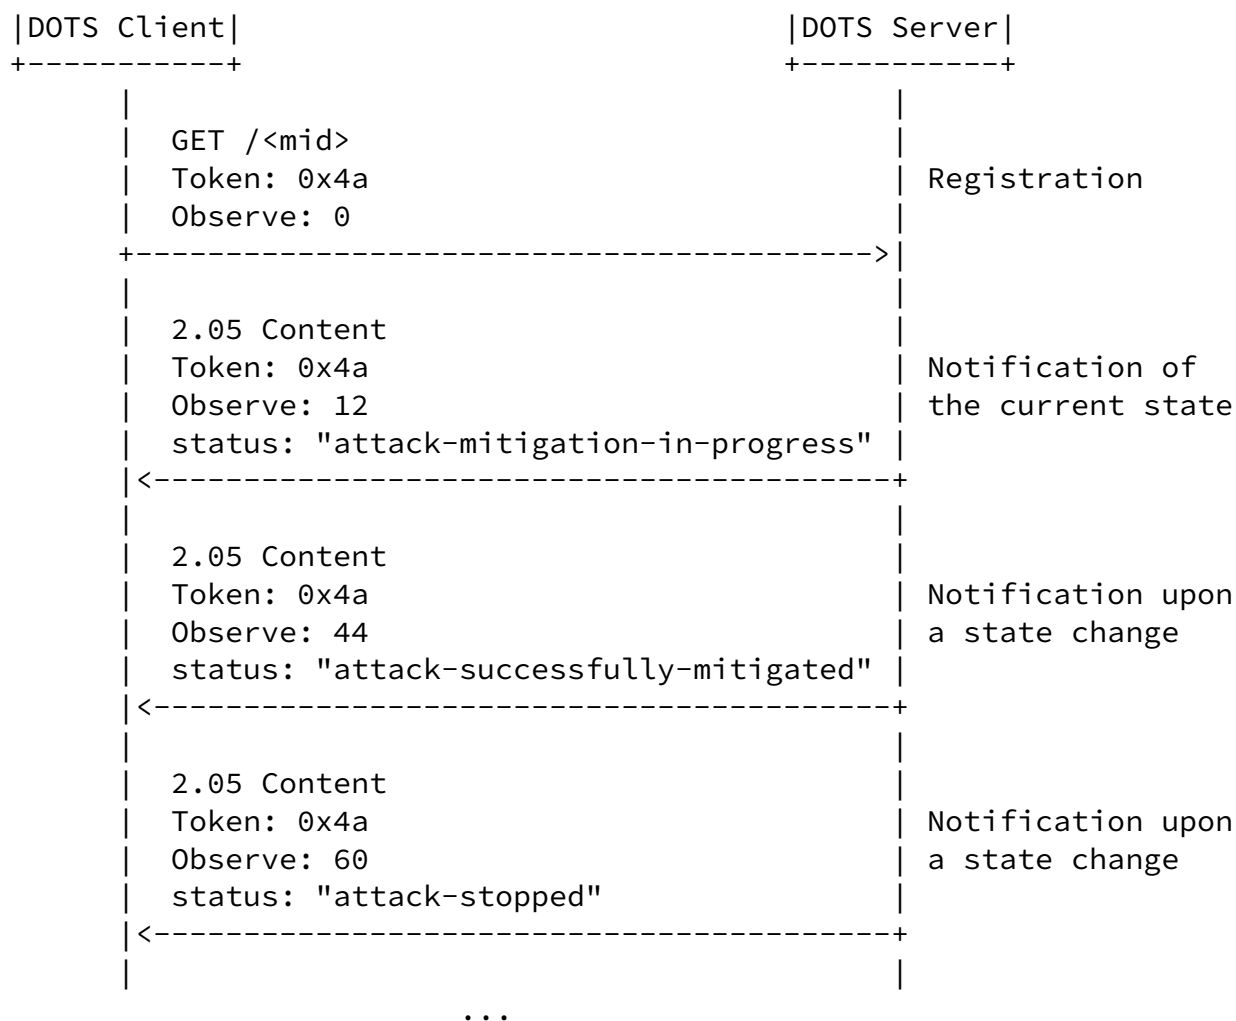 |DOTS Client|                              |DOTS Server|
+-----------+                              +-----------+
      |                                          |
      |  GET /<mid>                              |
      |  Token: 0x4a                             | Registration
      |  Observe: 0                              |
      +----------------------------------------->|
      |                                          |
      |  2.05 Content                            |
      |  Token: 0x4a                             | Notification of
      |  Observe: 12                             | the current state
      |  status: "attack-mitigation-in-progress" |
      |<-----------------------------------------+
      |                                          |
      |  2.05 Content                            |
      |  Token: 0x4a                             | Notification upon
      |  Observe: 44                             | a state change
      |  status: "attack-successfully-mitigated" |
      |<-----------------------------------------+
      |                                          |
      |  2.05 Content                            |
      |  Token: 0x4a                             | Notification upon
      |  Observe: 60                             | a state change
      |  status: "attack-stopped"                |
      |<-----------------------------------------+
      |                                          |
                         ...